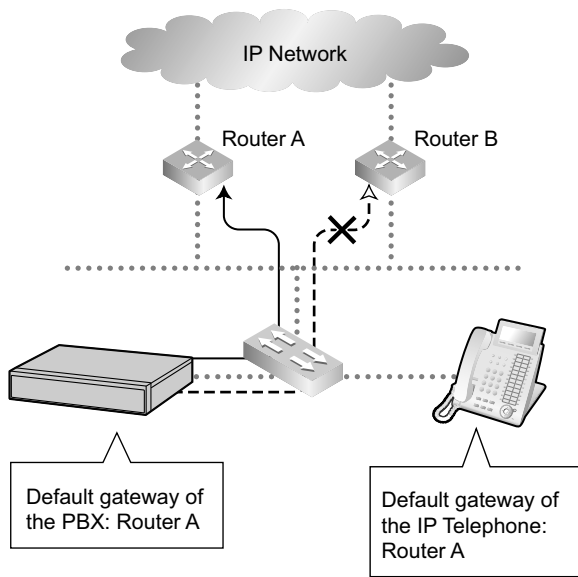 IP Network
Router A
Router B
Default gateway of
the PBX: Router A
Default gateway of
the IP Telephone:
Router A